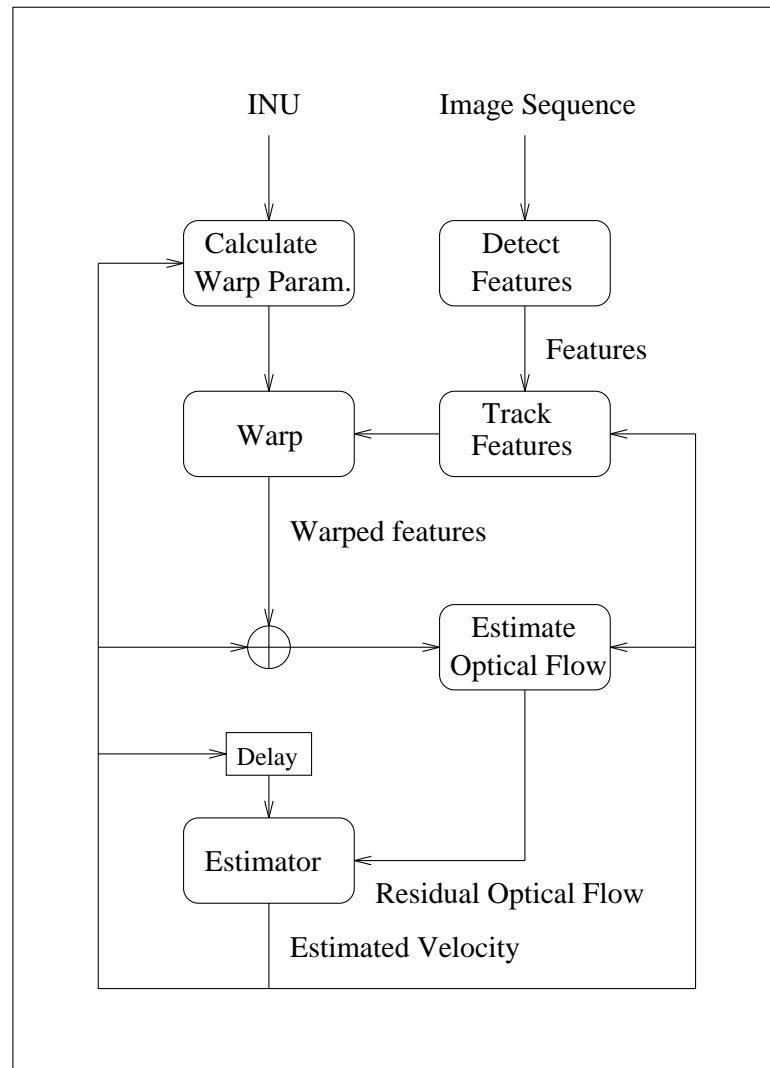 INU
Image Sequence
Calculate
Warp Param.
Detect
Features
Features
Warp
Track
Features
Warped features
Estimate
Optical Flow
Delay
Estimator
Residual Optical Flow
Estimated Velocity